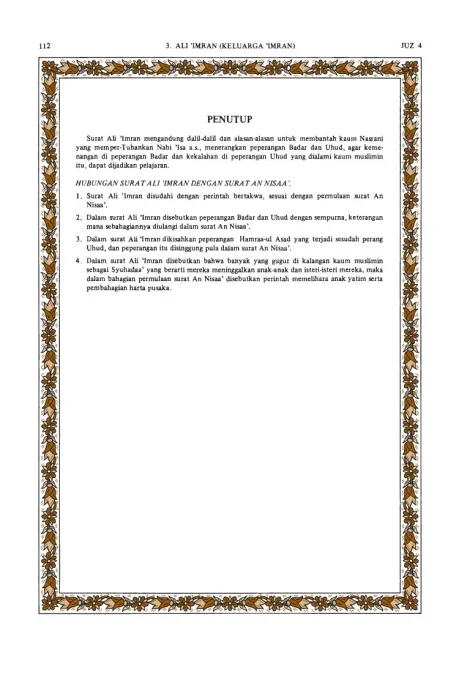 112 3. ALI 'IMRAN (KELUARGA 'IMRAN) JUZ 4
PENUTUP
Surat Ali 'Imran mengandung dalil-dalil dan alasan-alasan untuk membantah kaum Nasrani
yang memper-Tuhankan Nabi 'Isa a.s., menerangkan peperangan Badar dan Uhud, agar keme-
nangan di peperangan Badar dan kekalahan di peperangan Uhud yang dialami kaum muslimin
itu, dapat dijadikan pelajaran.
HUBUNGAN SURAT ALI 'IMRAN DENGAN SURAT AN NISAA'.
1. Surat Ali 'Imran disudahi dengan perintah bertakwa, sesuai dengan permulaan surat An
Nisaa'.
2. Dalam surat Ali 'Imran disebutkan peperangan Badar dan Uhud dengan sempurna, keterangan
mana sebahagiannya diulangi dalam surat An Nisaa'.
3. Dalam surat Ali 'Imran dikisahkan peperangan Hamraa-ul Asad yang terjadi sesudah perang
Uhud, dan peperangan itu disinggung pula dalam surat An Nisaa'.
4. Dalam surat Ali 'Imran disebutkan bahwa banyak yang gugur di kalangan kaum muslimin
sebagai Syuhadaa' yang berarti mereka meninggalkan anak-anak dan isteri-isteri mereka, maka
dalam bahagian permulaan surat An Nisaa' disebutkan perintah memelihara anak yatim serta
pembahagian harta pusaka.